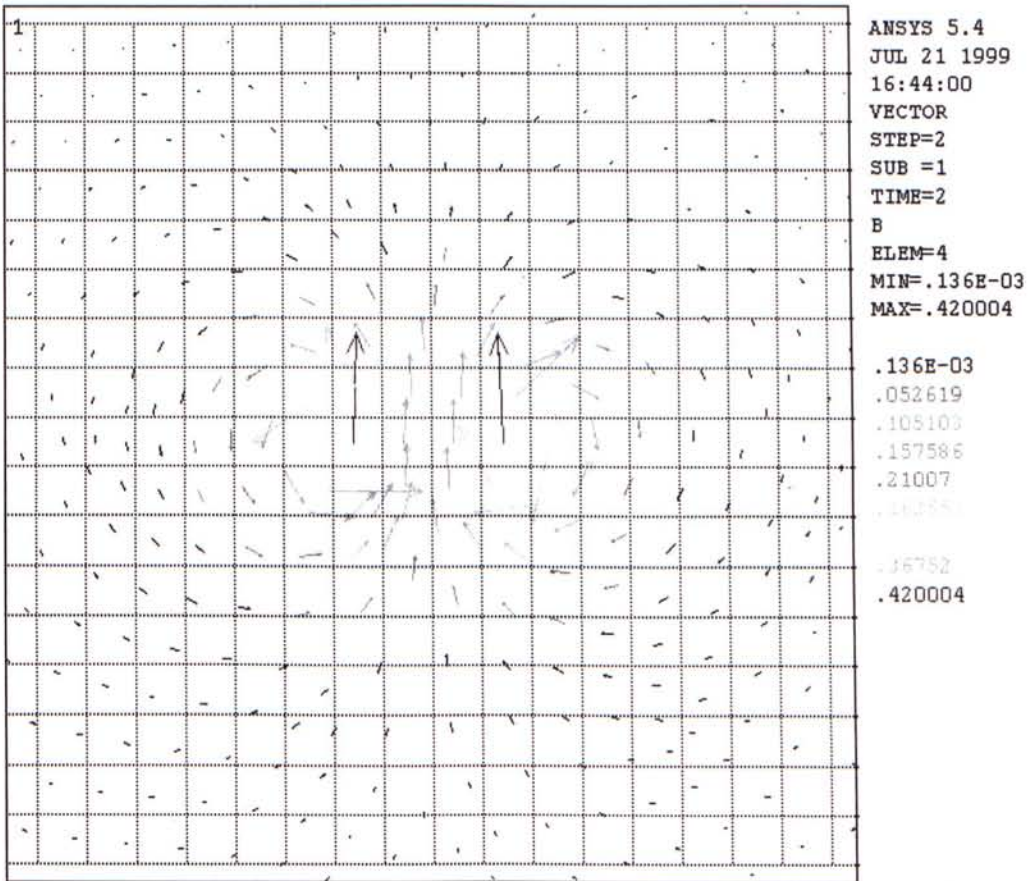 1
ANSYS 5.4
JUL 21 1999
16:44:00
VECTOR
STEP=2
SUB =1
TIME=2
B
ELEM=4
MIN=.136E-03
MAX=.420004
.136E-03
.052619
.105103
.157586
.21007
.36752
.420004